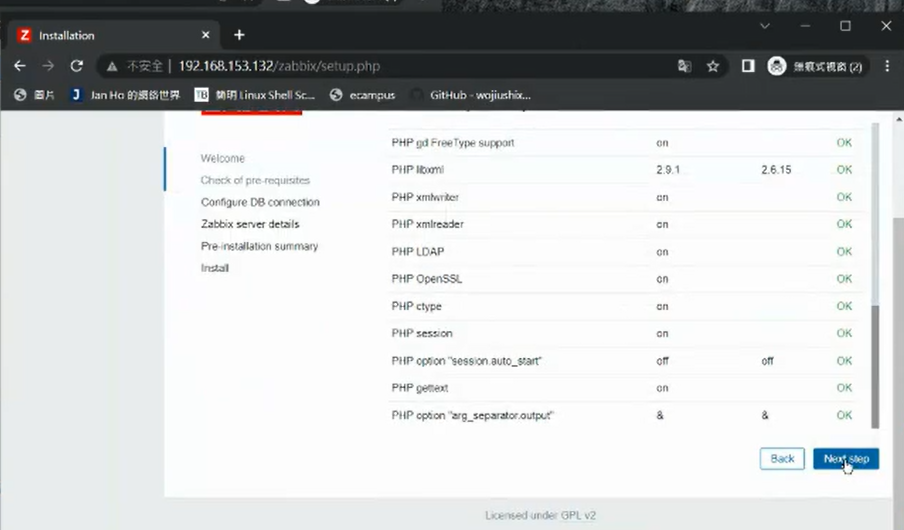 Z Installation
不安全 | 192.168.153.132/zabbix/setup.php 無痕式視窗 (2)
圖片 J Jan Ho 的網絡世界 TB 簡明 Linux Shell Sc... ecampus GitHub - wojiushix...
PHP gd FreeType support on OK
Welcome
PHP libxml 2.9.1 2.6.15 OK
Check of pre-requisites
PHP xmlwriter on OK
Configure DB connection
PHP xmlreader on OK
Zabbix server details
PHP LDAP on OK
Pre-installation summary
PHP OpenSSL on OK
Install
PHP ctype on OK
PHP session on OK
PHP option "session.auto_start" off off OK
PHP gettext on OK
PHP option "arg_separator.output" & & OK
Back Next step
Licensed under GPL v2